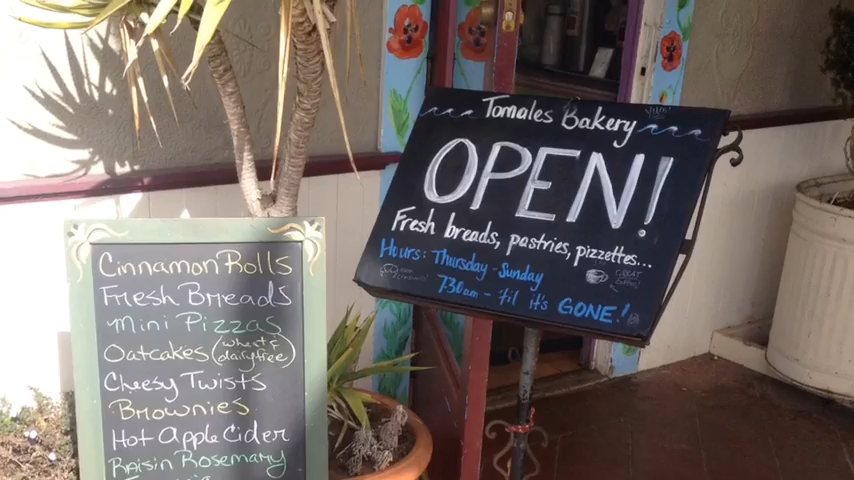 Tomales Bakery
OPEN!
Fresh breads, pastries, pizzettes...
Hours: Thursday - Sunday
7:30am - 'til it's GONE!
GREAT
Cinnamon Rolls
Fresh Breads
Mini Pizzas
Oatcakes (wheat & dairy free)
Cheesy Twists
Brownies
Hot Apple Cider
Raisin Rosemary